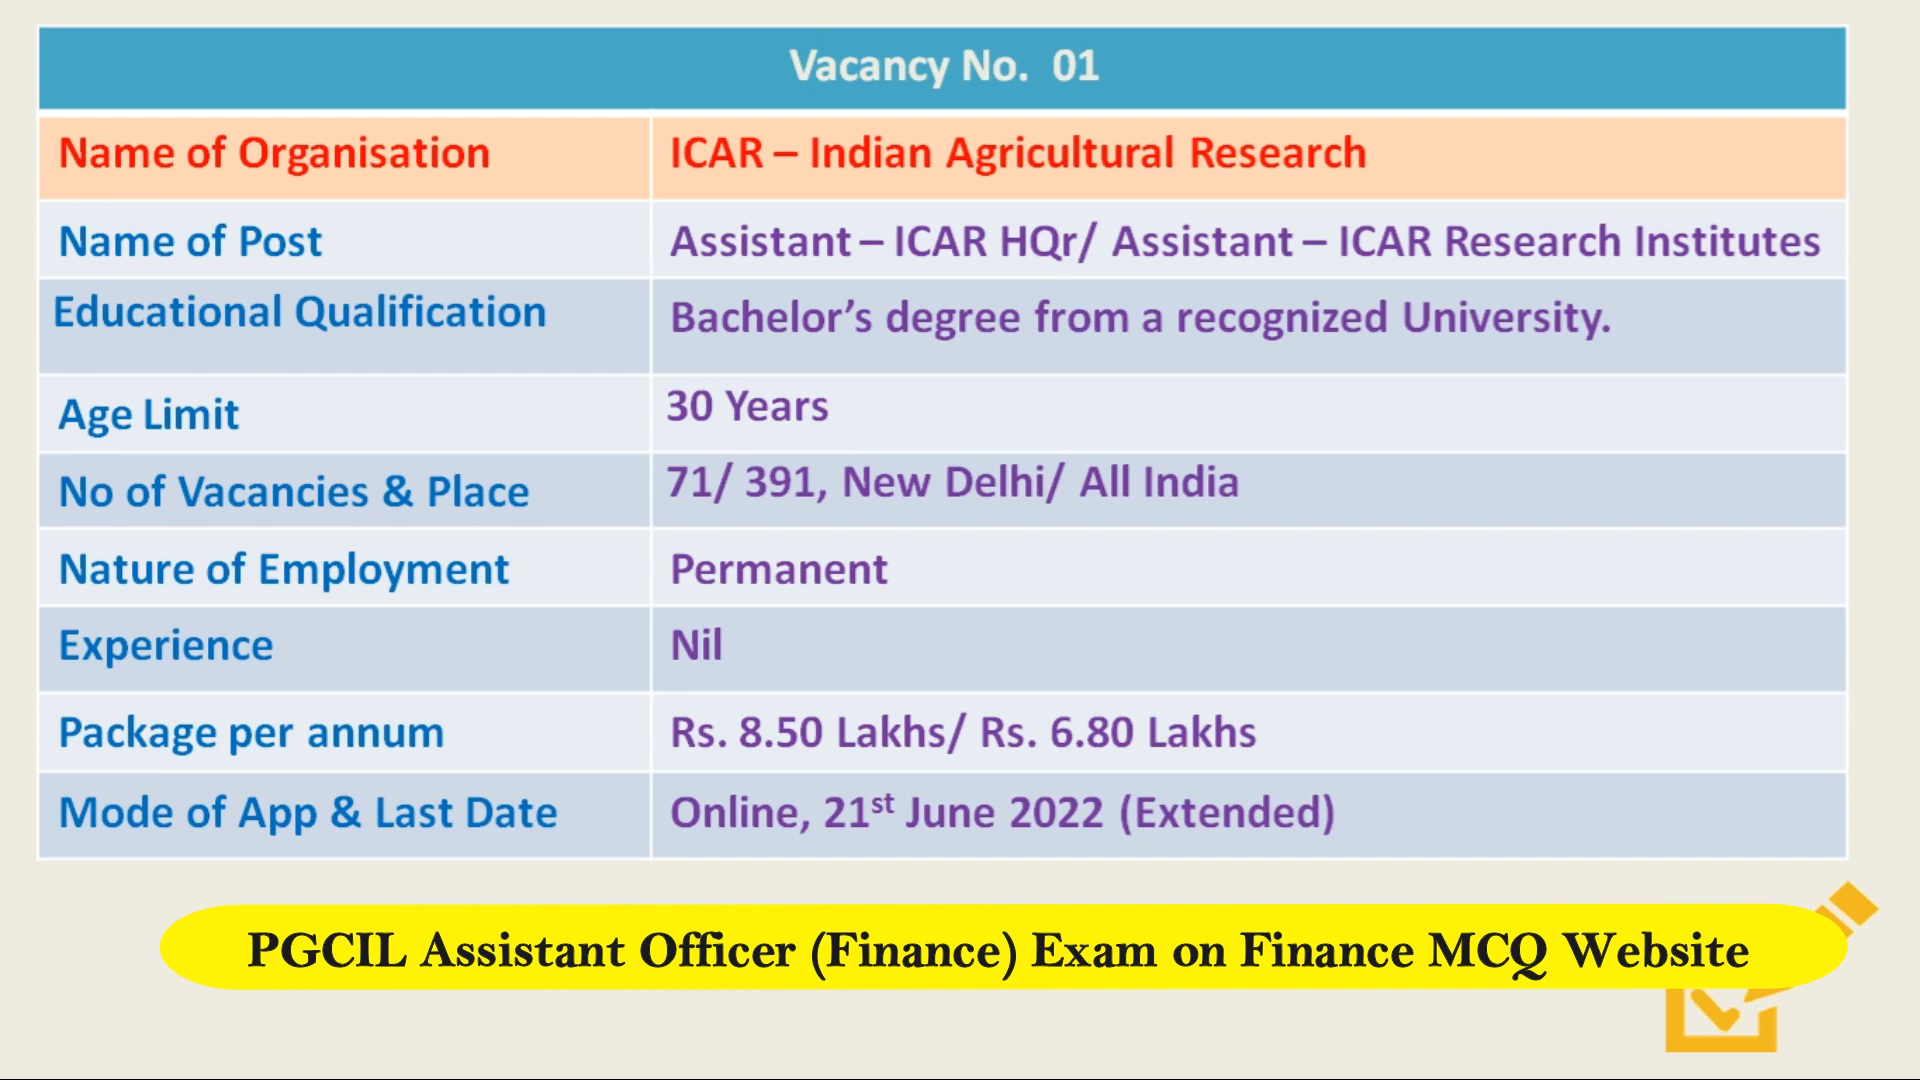 Vacancy No. 01
Name of Organisation
ICAR – Indian Agricultural Research
Name of Post
Assistant – ICAR HQr/ Assistant – ICAR Research Institutes
Educational Qualification
Bachelor’s degree from a recognized University.
Age Limit
30 Years
No of Vacancies & Place
71/ 391, New Delhi/ All India
Nature of Employment
Permanent
Experience
Nil
Package per annum
Rs. 8.50 Lakhs/ Rs. 6.80 Lakhs
Mode of App & Last Date
Online, 21st June 2022 (Extended)
PGCIL Assistant Officer (Finance) Exam on Finance MCQ Website